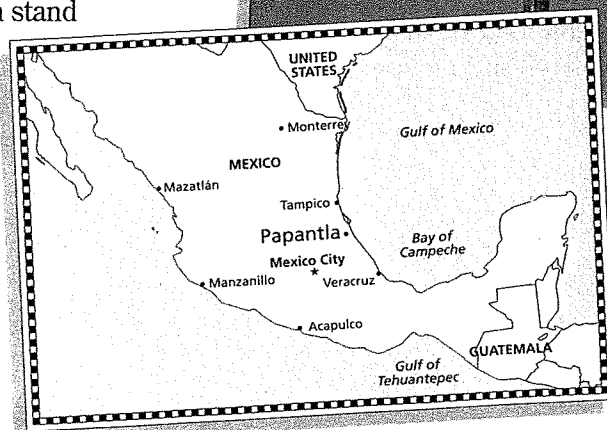 stand
UNITED
STATES
Monterrey
Gulf of Mexico
MEXICO
Mazatlán
Tampico
Papantla
Bay of
Campeche
Mexico City
Manzanillo
Veracruz
Acapulco
GUATEMALA
Gulf of
Tehuantepec